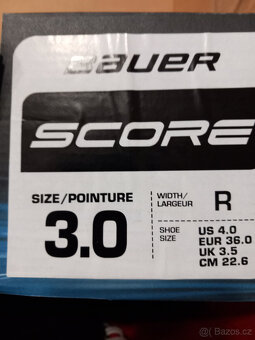 BAUER
SCORE
SIZE/POINTURE
3.0
WIDTH/
LARGEUR
R
SHOE
SIZE
US 4.0
EUR 36.0
UK 3.5
CM 22.6
Bazoš.cz